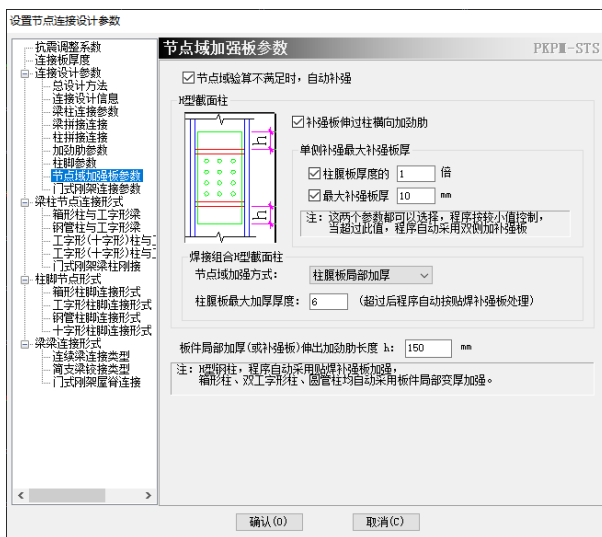 设置节点连接设计参数
抗震调整系数
连接板厚度
连接设计参数
总设计方法
连接设计信息
梁柱连接参数
梁拼接连接
柱拼接连接
加劲肋参数
柱脚参数
节点域加强板参数
门式刚架连接参数
梁柱节点连接形式
箱形柱与工字形梁
钢管柱与工字形梁
工字形(十字形)柱与工
工字形(十字形)柱与工
门式刚架梁柱刚接
柱脚节点形式
箱形柱脚连接形式
工字形柱脚连接形式
钢管柱脚连接形式
十字形柱脚连接形式
梁梁连接形式
连续梁连接类型
简支梁铰接类型
门式刚架屋脊连接
节点域加强板参数
PKPM-STS
节点域验算不满足时，自动补强
H型截面柱
h
h
补强板伸过柱横向加劲肋
单侧补强最大补强板厚
柱腹板厚度的 1 倍
最大补强板厚 10 mm
注：这两个参数都可以选择，程序按较小值控制，
当超过此值，程序自动采用双侧加补强板
焊接组合H型截面柱
节点域加强方式： 柱腹板局部加厚
柱腹板最大加厚厚度： 6 (超过后程序自动按贴焊补强板处理)
板件局部加厚(或补强板)伸出加劲肋长度 h： 150 mm
注：H型钢柱，程序自动采用贴焊补强板加强，
箱形柱、双工字形柱、圆管柱均自动采用板件局部变厚加强。
确认(O)
取消(C)